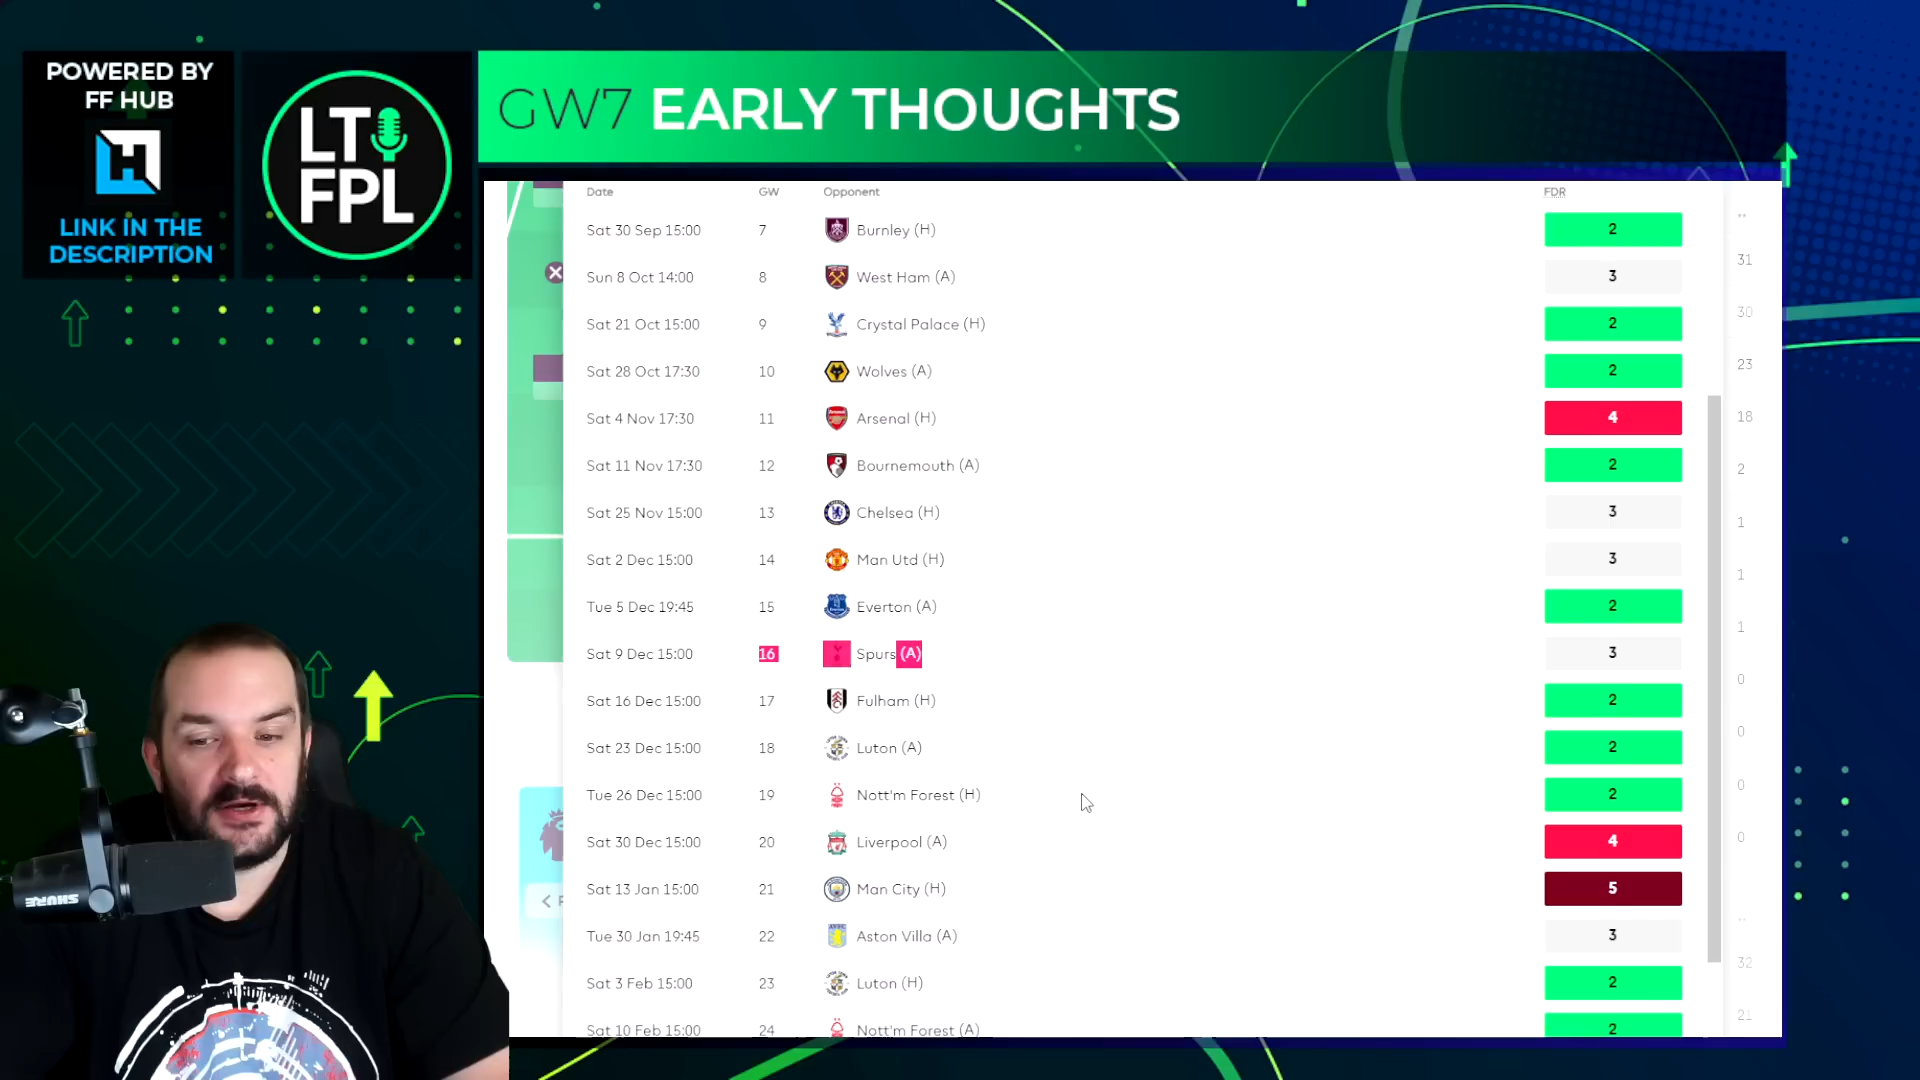 POWERED BY
FF HUB
LINK IN THE
DESCRIPTION
LT
FPL
GW7 EARLY THOUGHTS
Date GW Opponent FDR
Sat 30 Sep 15:00 7 Burnley (H) 2
Sun 8 Oct 14:00 8 West Ham (A) 3
Sat 21 Oct 15:00 9 Crystal Palace (H) 2
Sat 28 Oct 17:30 10 Wolves (A) 2
Sat 4 Nov 17:30 11 Arsenal (H) 4
Sat 11 Nov 17:30 12 Bournemouth (A) 2
Sat 25 Nov 15:00 13 Chelsea (H) 3
Sat 2 Dec 15:00 14 Man Utd (H) 3
Tue 5 Dec 19:45 15 Everton (A) 2
Sat 9 Dec 15:00 16 Spurs (A) 3
Sat 16 Dec 15:00 17 Fulham (H) 2
Sat 23 Dec 15:00 18 Luton (A) 2
Tue 26 Dec 15:00 19 Nott'm Forest (H) 2
Sat 30 Dec 15:00 20 Liverpool (A) 4
Sat 13 Jan 15:00 21 Man City (H) 5
Tue 30 Jan 19:45 22 Aston Villa (A) 3
Sat 3 Feb 15:00 23 Luton (H) 2
Sat 10 Feb 15:00 24 Nott'm Forest (A) 2
31
30
23
18
2
1
1
1
0
0
0
0
32
21
SHURE